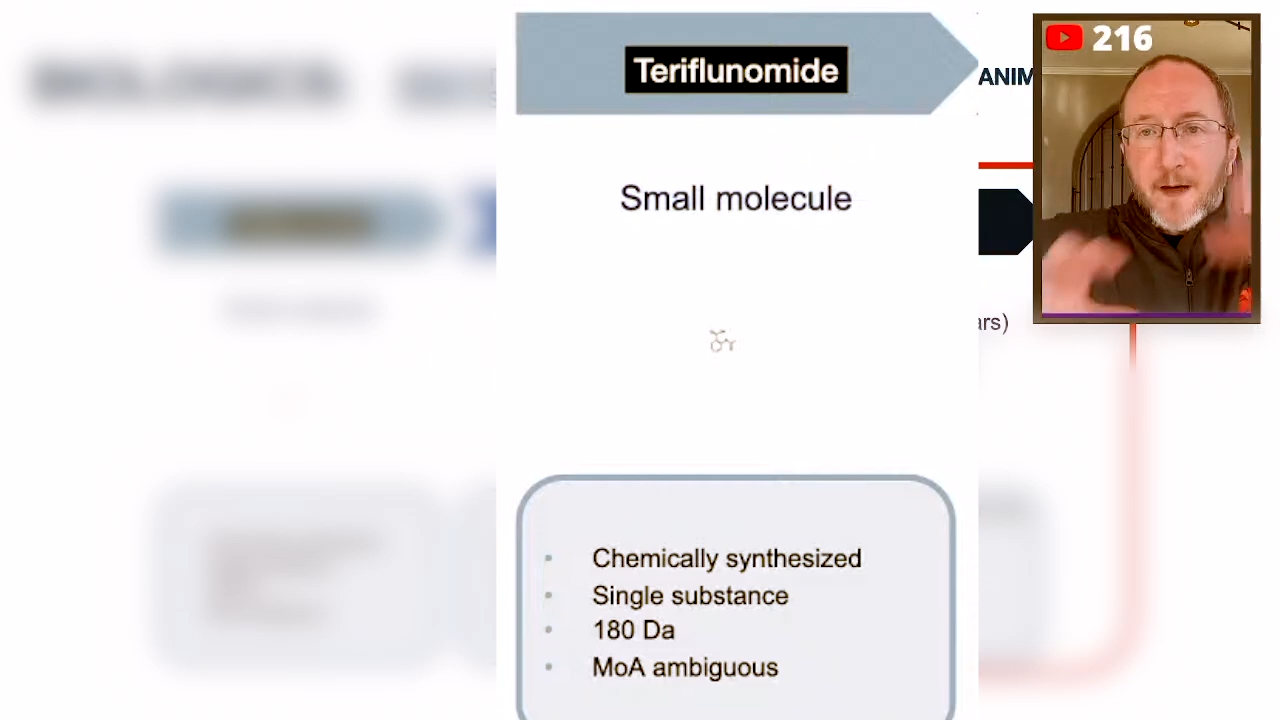 Teriflunomide
ANIM
216
Small molecule
ars)
Chemically synthesized
Single substance
180 Da
MoA ambiguous